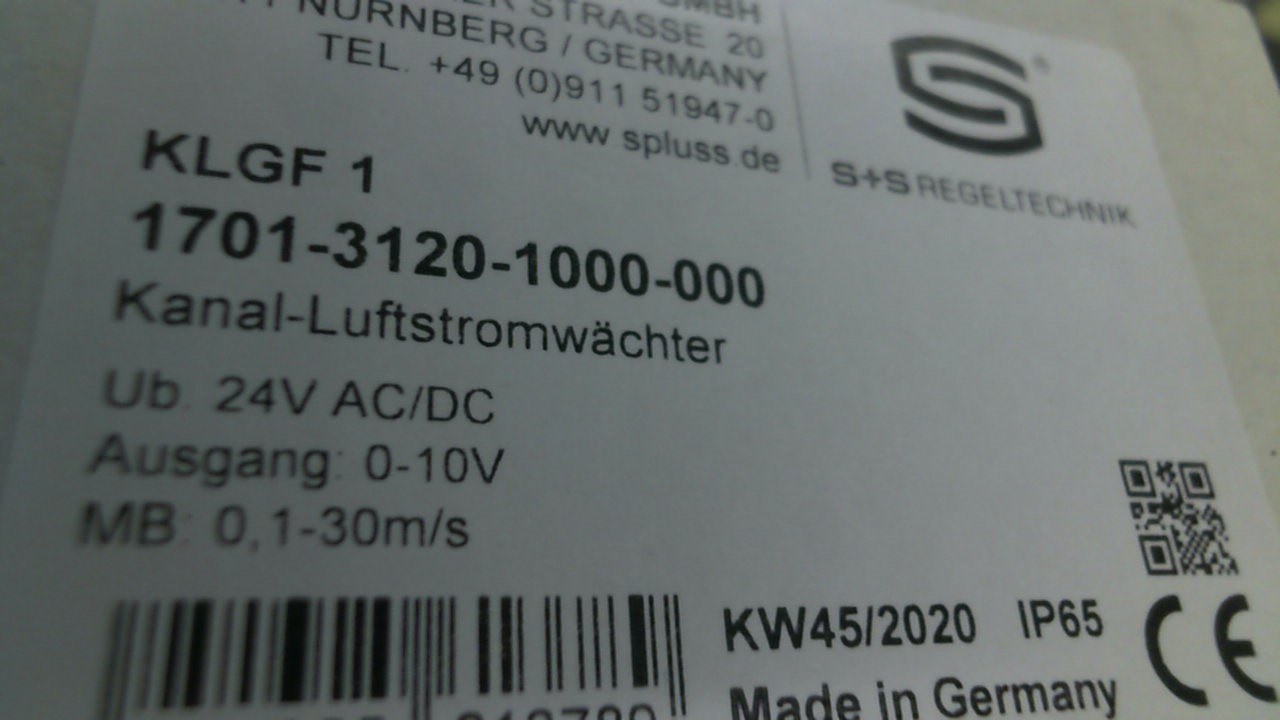 GMBH
STRASSE 20
NÜRNBERG / GERMANY
TEL. +49 (0)911 51947-0
www.spluss.de
S+S REGELTECHNIK
KLGF 1
1701-3120-1000-000
Kanal-Luftstromwächter
Ub. 24V AC/DC
Ausgang: 0-10V
MB: 0,1-30m/s
KW45/2020 IP65
CE
Made in Germany